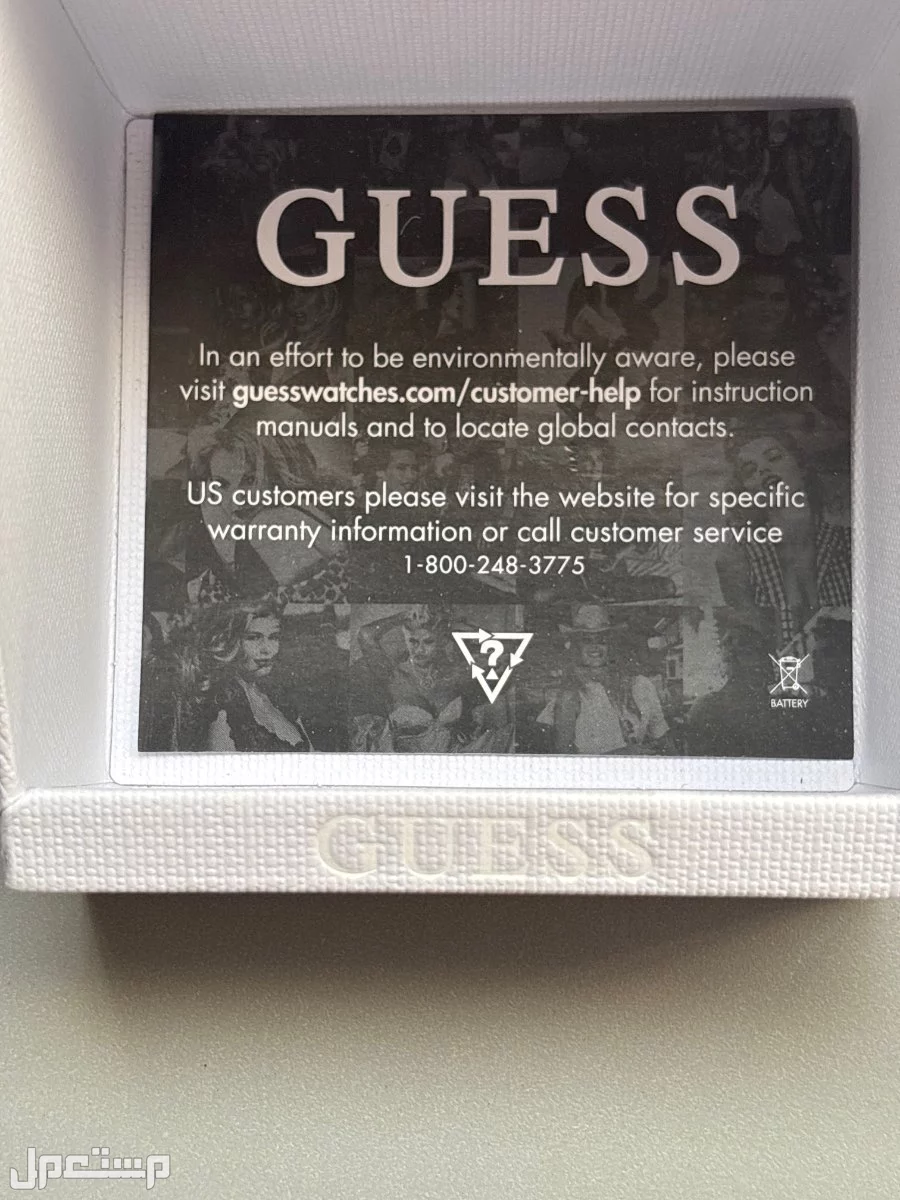 GUESS
In an effort to be environmentally aware, please
visit guesswatches.com/customer-help for instruction
manuals and to locate global contacts.
US customers please visit the website for specific
warranty information or call customer service
1-800-248-3775
?
BATTERY
GUESS
مستعمل